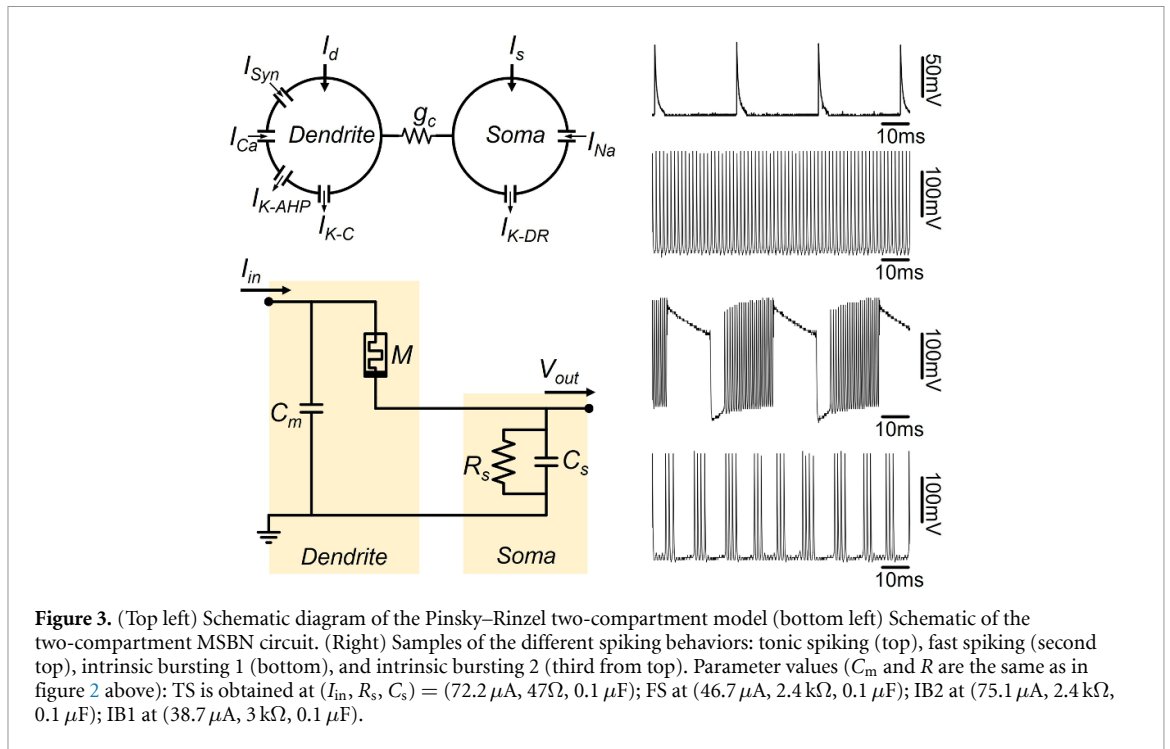 I_d
I_s
I_Syn
I_Ca
Dendrite
g_c
Soma
I_Na
I_K-AHP
I_K-C
I_K-DR
50mV
10ms
100mV
10ms
100mV
10ms
100mV
10ms
I_in
M
V_out
C_m
R_s
C_s
Dendrite
Soma
Figure 3. (Top left) Schematic diagram of the Pinsky–Rinzel two-compartment model (bottom left) Schematic of the
two-compartment MSBN circuit. (Right) Samples of the different spiking behaviors: tonic spiking (top), fast spiking (second
top), intrinsic bursting 1 (bottom), and intrinsic bursting 2 (third from top). Parameter values (C_m and R are the same as in
figure 2 above): TS is obtained at (I_in, R_s, C_s) = (72.2 μA, 47Ω, 0.1 μF); FS at (46.7 μA, 2.4 kΩ, 0.1 μF); IB2 at (75.1 μA, 2.4 kΩ,
0.1 μF); IB1 at (38.7 μA, 3 kΩ, 0.1 μF).